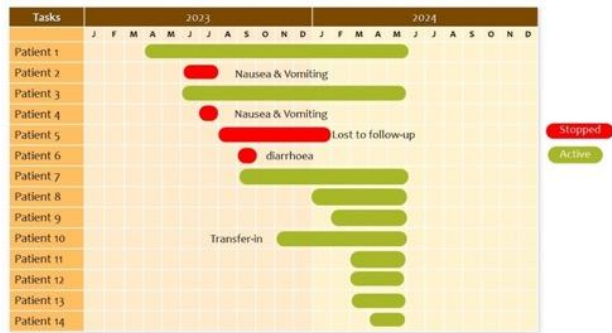 Tasks 2023 2024
J F M A M J J A S O N D J F M A M J J A S O N D
Patient 1
Patient 2 Nausea & Vomiting
Patient 3
Patient 4 Nausea & Vomiting
Patient 5 Lost to follow-up
Stopped
Patient 6 diarrhoea
Active
Patient 7
Patient 8
Patient 9
Patient 10 Transfer-in
Patient 11
Patient 12
Patient 13
Patient 14